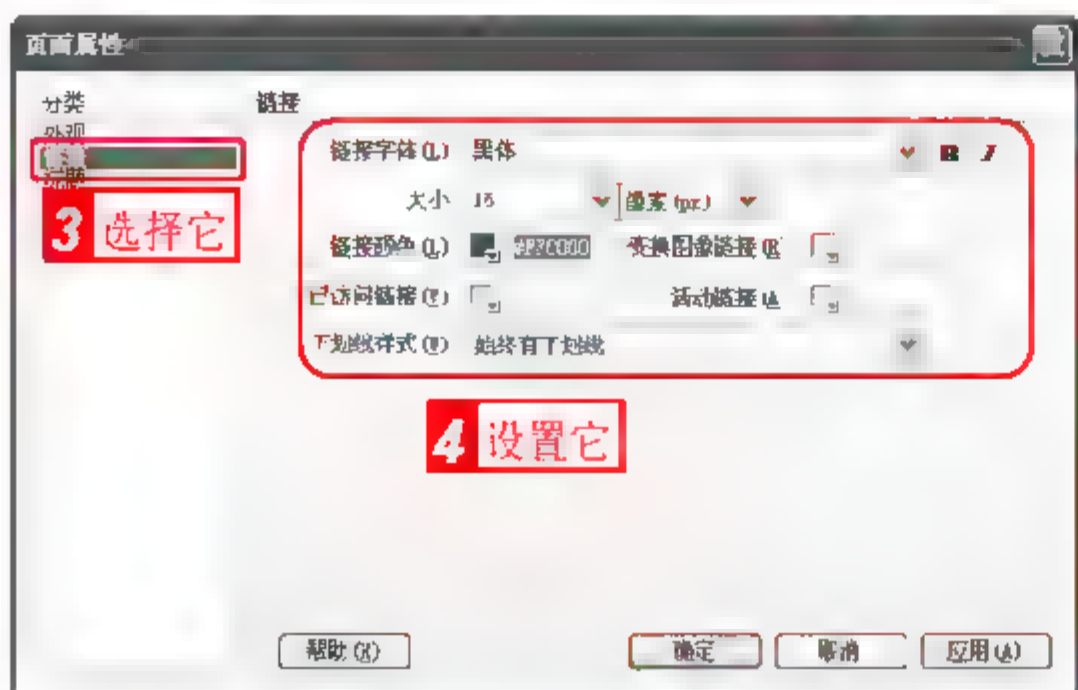 页面属性
分类
链接
外观
标题
链接字体(L) 黑体 B I
3 选择它
大小 像素(px)
链接颜色(L) 变换图像链接(R)
已访问链接(V) 活动链接(A)
下划线样式(U) 始终有下划线
4 设置它
帮助(H) 确定 取消 应用(A)